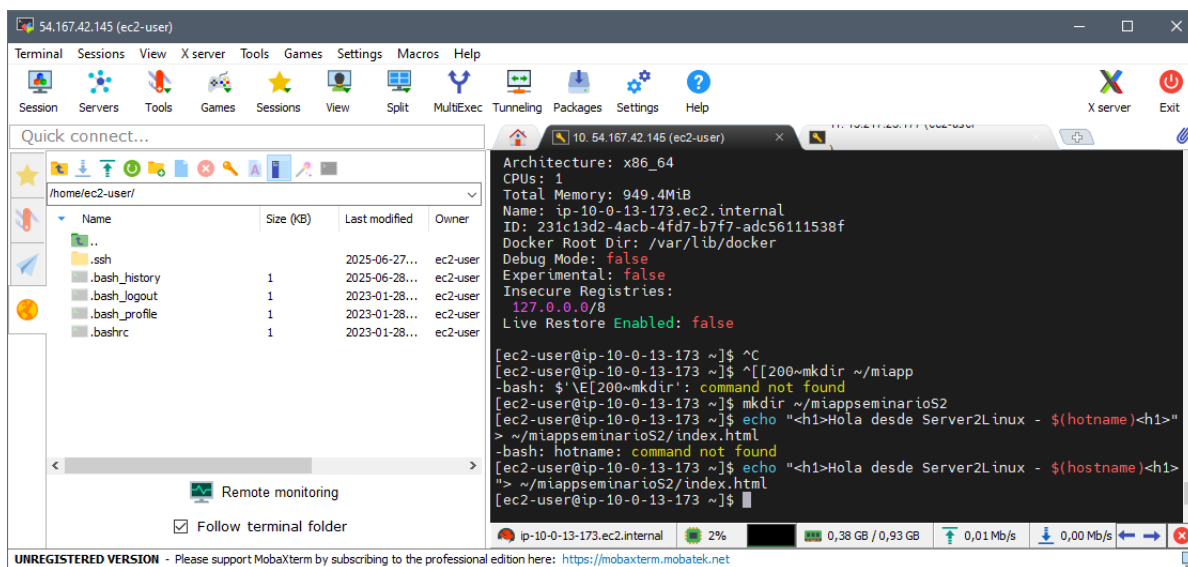 54.167.42.145 (ec2-user)
Terminal Sessions View X server Tools Games Settings Macros Help
Session Servers Tools Games Sessions View Split MultiExec Tunneling Packages Settings Help X server Exit
Quick connect...
10. 54.167.42.145 (ec2-user)
/home/ec2-user/
Name Size (KB) Last modified Owner
..
.ssh 2025-06-27... ec2-user
.bash_history 1 2025-06-28... ec2-user
.bash_logout 1 2023-01-28... ec2-user
.bash_profile 1 2023-01-28... ec2-user
.bashrc 1 2023-01-28... ec2-user
Remote monitoring
Follow terminal folder
Architecture: x86_64
CPUs: 1
Total Memory: 949.4MiB
Name: ip-10-0-13-173.ec2.internal
ID: 231c13d2-4acb-4fd7-b7f7-adc56111538f
Docker Root Dir: /var/lib/docker
Debug Mode: false
Experimental: false
Insecure Registries:
127.0.0.0/8
Live Restore Enabled: false
[ec2-user@ip-10-0-13-173 ~]$ ^C
[ec2-user@ip-10-0-13-173 ~]$ ^[[200~mkdir ~/miapp
-bash: $'\E[200~mkdir': command not found
[ec2-user@ip-10-0-13-173 ~]$ mkdir ~/miappseminarioS2
[ec2-user@ip-10-0-13-173 ~]$ echo "<h1>Hola desde Server2Linux - $(hotname)<h1>"
> ~/miappseminarioS2/index.html
-bash: hotname: command not found
[ec2-user@ip-10-0-13-173 ~]$ echo "<h1>Hola desde Server2Linux - $(hostname)<h1>
"> ~/miappseminarioS2/index.html
[ec2-user@ip-10-0-13-173 ~]$
ip-10-0-13-173.ec2.internal 2% 0,38 GB / 0,93 GB 0,01 Mb/s 0,00 Mb/s
UNREGISTERED VERSION - Please support MobaXterm by subscribing to the professional edition here: https://mobaxterm.mobatek.net